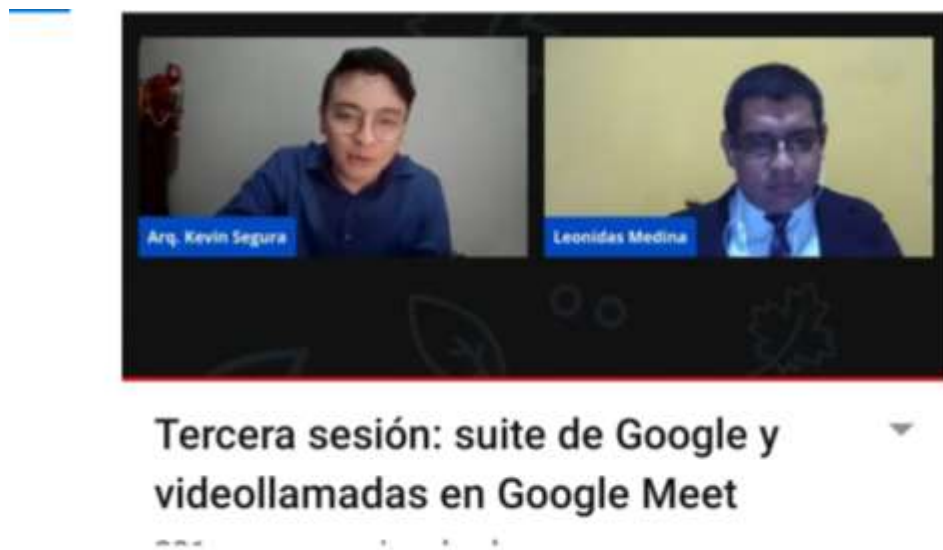 Arq. Kevin Segura
Leonidas Medina
Tercera sesión: suite de Google y
videollamadas en Google Meet